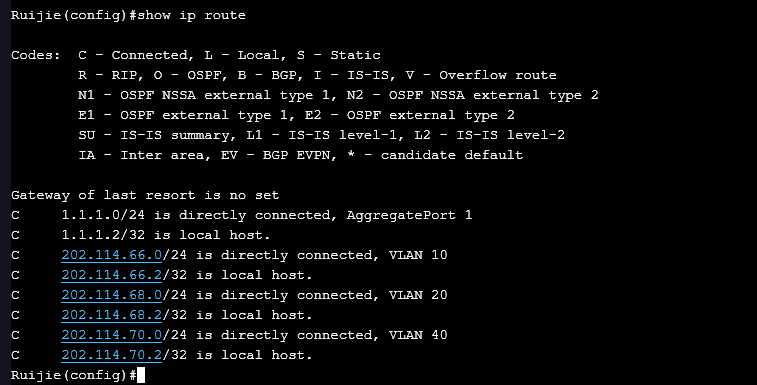 Ruijie(config)#show ip route
Codes:  C - Connected, L - Local, S - Static
        R - RIP, O - OSPF, B - BGP, I - IS-IS, V - Overflow route
        N1 - OSPF NSSA external type 1, N2 - OSPF NSSA external type 2
        E1 - OSPF external type 1, E2 - OSPF external type 2
        SU - IS-IS summary, L1 - IS-IS level-1, L2 - IS-IS level-2
        IA - Inter area, EV - BGP EVPN, * - candidate default
Gateway of last resort is no set
C     1.1.1.0/24 is directly connected, AggregatePort 1
C     1.1.1.2/32 is local host.
C     202.114.66.0/24 is directly connected, VLAN 10
C     202.114.66.2/32 is local host.
C     202.114.68.0/24 is directly connected, VLAN 20
C     202.114.68.2/32 is local host.
C     202.114.70.0/24 is directly connected, VLAN 40
C     202.114.70.2/32 is local host.
Ruijie(config)#